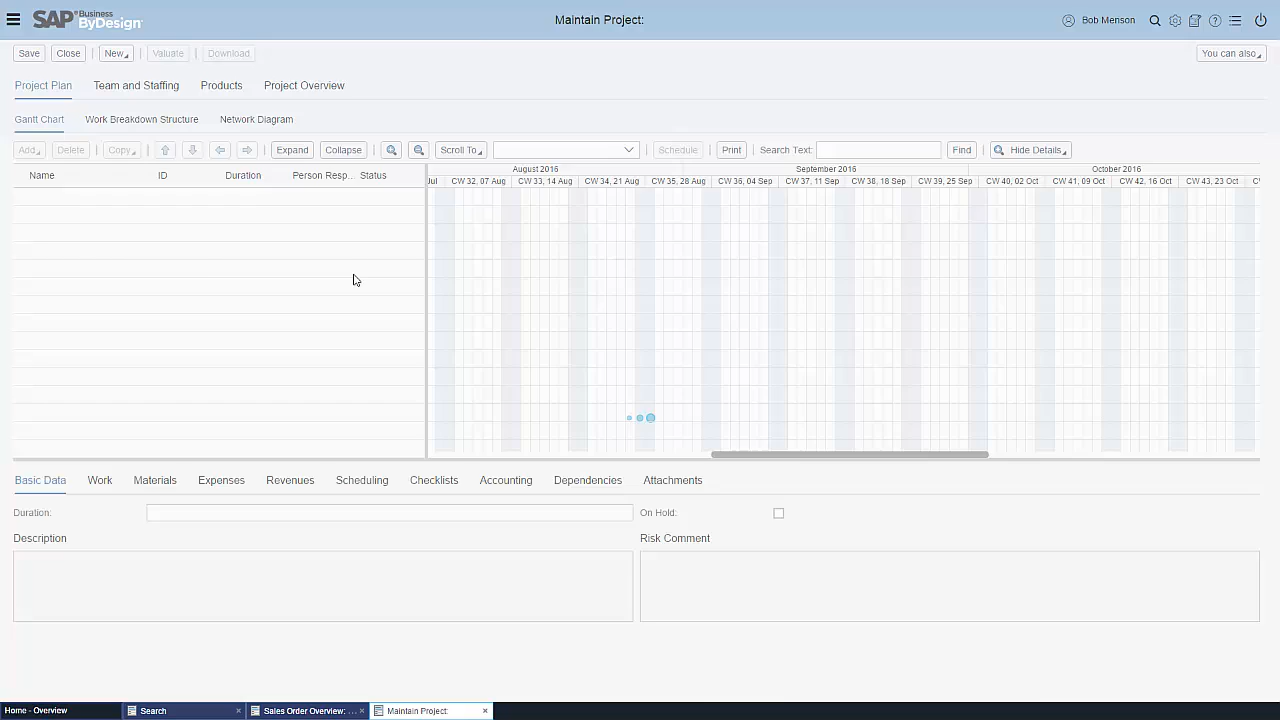 SAP Business ByDesign
Maintain Project:
Bob Menson
Save Close New Valuate Download You can also
Project Plan Team and Staffing Products Project Overview
Gantt Chart Work Breakdown Structure Network Diagram
Add Delete Copy Expand Collapse Scroll To Schedule Print Search Text: Find Hide Details
Name ID Duration Person Resp... Status
August 2016 September 2016 October 2016
Jul CW 32, 07 Aug CW 33, 14 Aug CW 34, 21 Aug CW 35, 28 Aug CW 36, 04 Sep CW 37, 11 Sep CW 38, 18 Sep CW 39, 25 Sep CW 40, 02 Oct CW 41, 09 Oct CW 42, 16 Oct CW 43, 23 Oct
Basic Data Work Materials Expenses Revenues Scheduling Checklists Accounting Dependencies Attachments
Duration: On Hold:
Description Risk Comment
Home - Overview Search Sales Order Overview: ... Maintain Project: